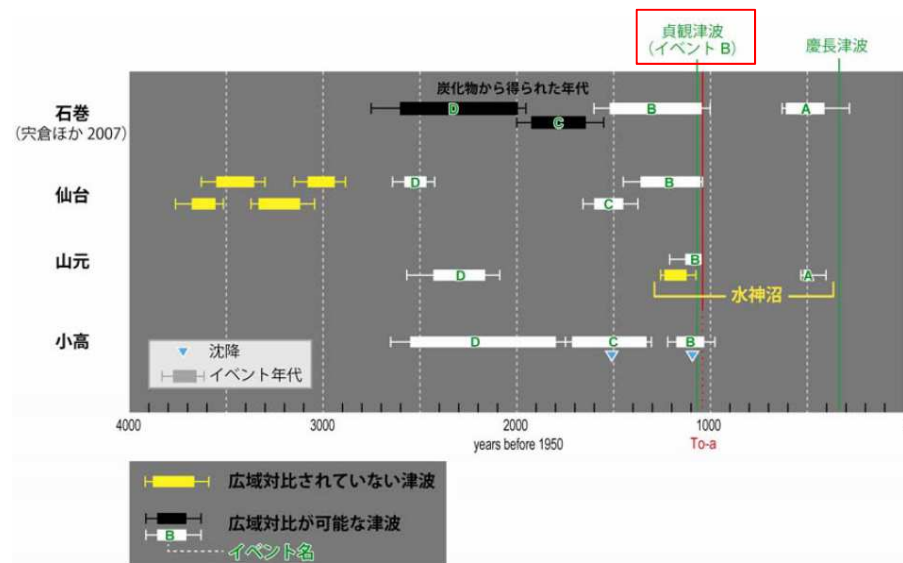 貞観津波
(イベント B)
慶長津波
炭化物から得られた年代
石巻
(宍倉ほか 2007)
D
B
A
C
仙台
D
B
C
山元
B
D
A
水神沼
小高
D
C
B
沈降
イベント年代
4000
3000
2000
1000
years before 1950
To-a
広域対比されていない津波
広域対比が可能な津波
B
イベント名